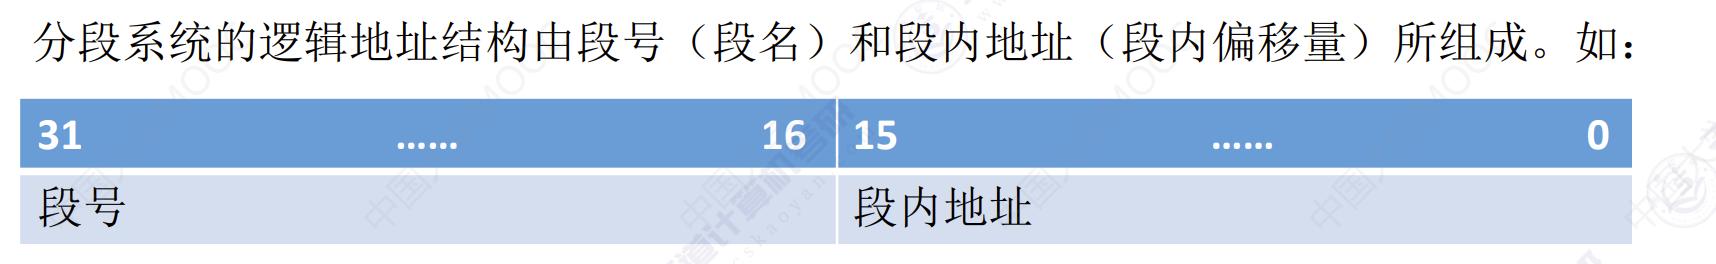 分段系统的逻辑地址结构由段号（段名）和段内地址（段内偏移量）所组成。如：
31 …… 16 15 …… 0
段号 段内地址